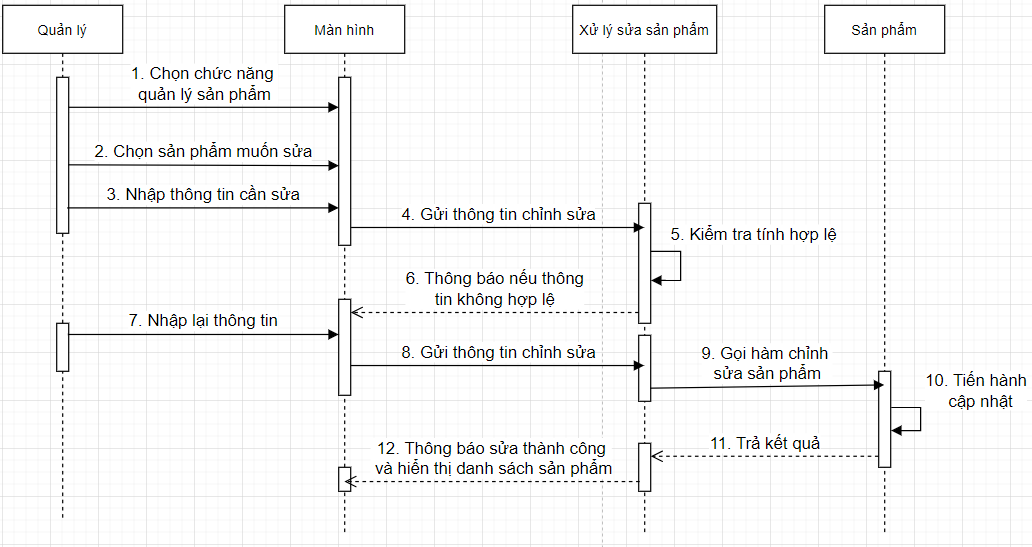 Quản lý
Màn hình
Xử lý sửa sản phẩm
Sản phẩm
1. Chọn chức năng
quản lý sản phẩm
2. Chọn sản phẩm muốn sửa
3. Nhập thông tin cần sửa
4. Gửi thông tin chỉnh sửa
5. Kiểm tra tính hợp lệ
6. Thông báo nếu thông
tin không hợp lệ
7. Nhập lại thông tin
8. Gửi thông tin chỉnh sửa
9. Gọi hàm chỉnh
sửa sản phẩm
10. Tiến hành
cập nhật
11. Trả kết quả
12. Thông báo sửa thành công
và hiển thị danh sách sản phẩm